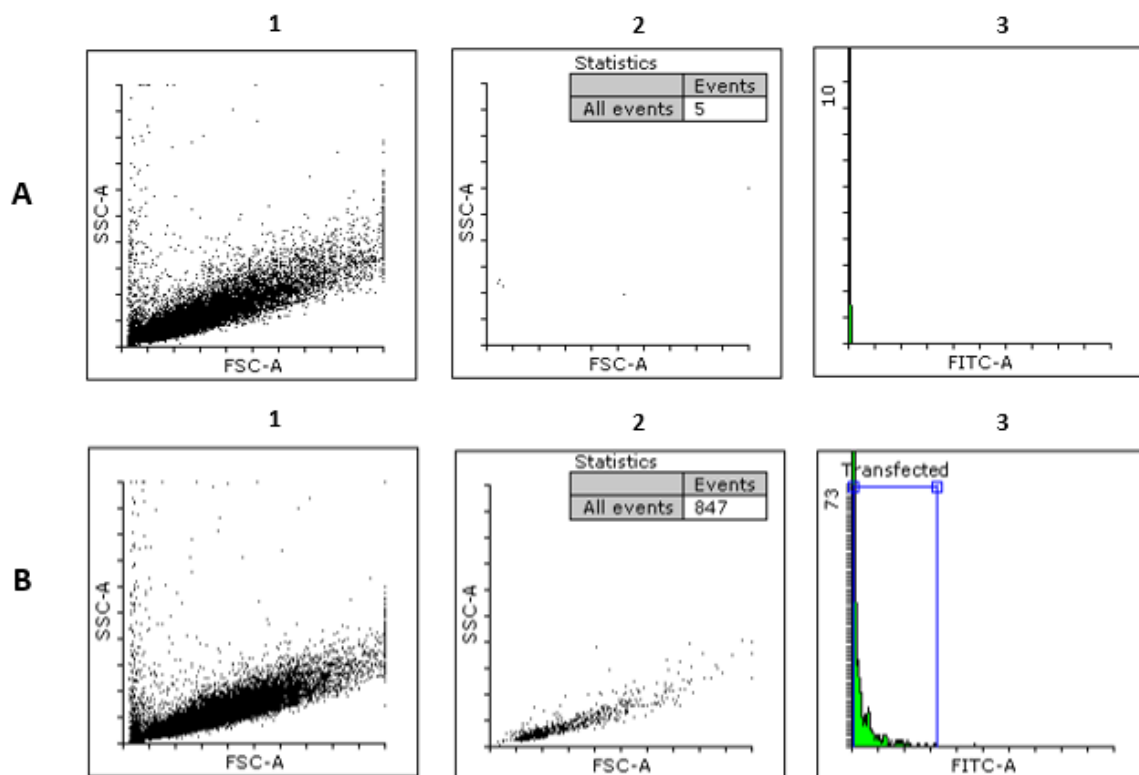 1 2 3
A
SSC-A
FSC-A
Statistics
Events
All events 5
SSC-A
FSC-A
10
FITC-A
1 2 3
B
SSC-A
FSC-A
Statistics
Events
All events 847
SSC-A
FSC-A
Transfected
73
FITC-A